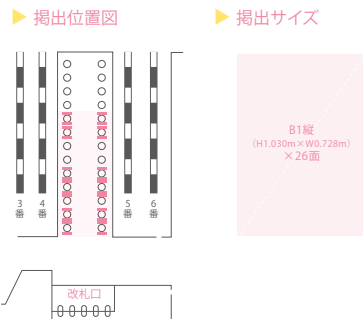 掲出位置図
掲出サイズ
B1縦
(H1.030m×W0.728m)
×26面
3番
4番
5番
6番
改札口